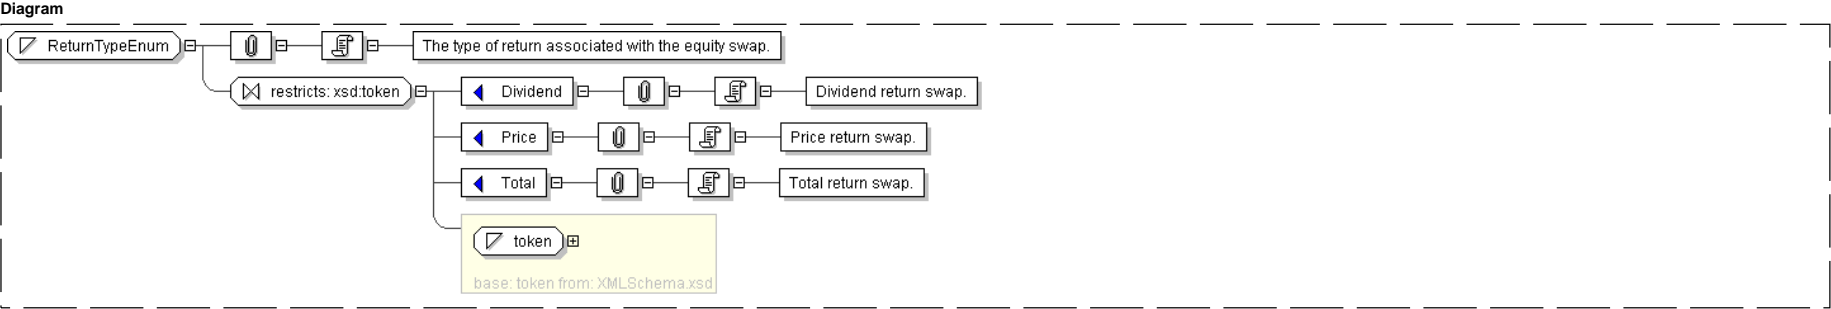 Diagram
ReturnTypeEnum The type of return associated with the equity swap.
restricts: xsd:token Dividend Dividend return swap.
Price Price return swap.
Total Total return swap.
token
base: token from: XMLSchema.xsd